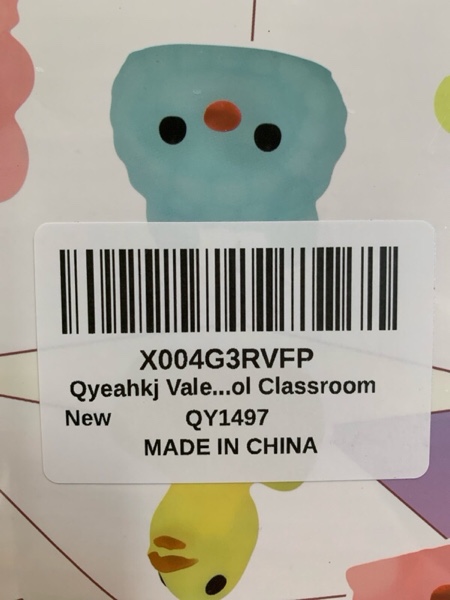 X004G3RVFP
Qyeahkj Vale...ol Classroom
New QY1497
MADE IN CHINA